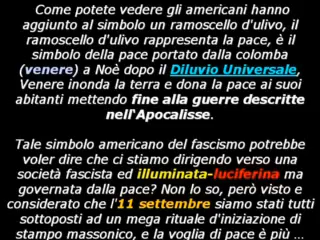 Come potete vedere gli americani hanno
aggiunto al simbolo un ramoscello d'ulivo, il
ramoscello d'ulivo rappresenta la pace, è il
simbolo della pace portato dalla colomba
(venere) a Noè dopo il Diluvio Universale,
Venere inonda la terra e dona la pace ai suoi
abitanti mettendo fine alla guerre descritte
nell'Apocalisse.
Tale simbolo americano del fascismo potrebbe
voler dire che ci stiamo dirigendo verso una
società fascista ed illuminata-luciferina ma
governata dalla pace? Non lo so, però visto e
considerato che l'11 settembre siamo stati tutti
sottoposti ad un mega rituale d'iniziazione di
stampo massonico, e la voglia di pace è più ...